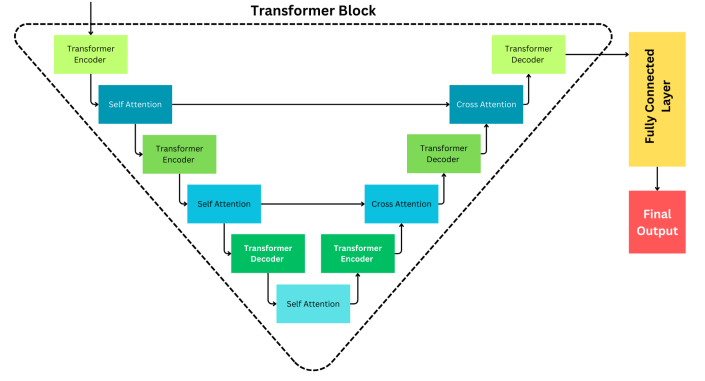 Transformer Block
Transformer
Encoder
Self Attention
Transformer
Encoder
Self Attention
Transformer
Decoder
Self Attention
Transformer
Encoder
Cross Attention
Transformer
Decoder
Cross Attention
Transformer
Decoder
Fully Connected
Layer
Final
Output